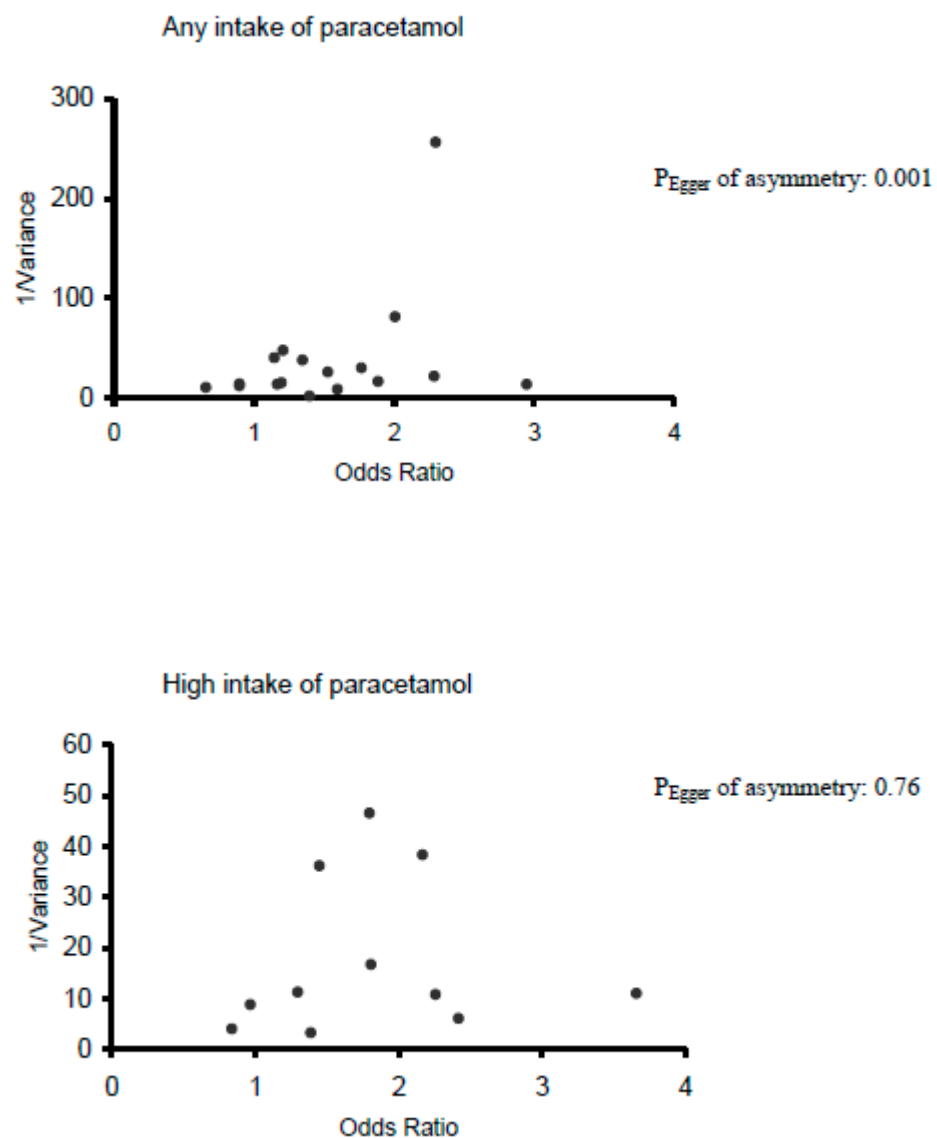 Any intake of paracetamol
300
200
100
0
1/Variance
0 1 2 3 4
Odds Ratio
PEgger of asymmetry: 0.001
High intake of paracetamol
60
50
40
30
20
10
0
1/Variance
0 1 2 3 4
Odds Ratio
PEgger of asymmetry: 0.76